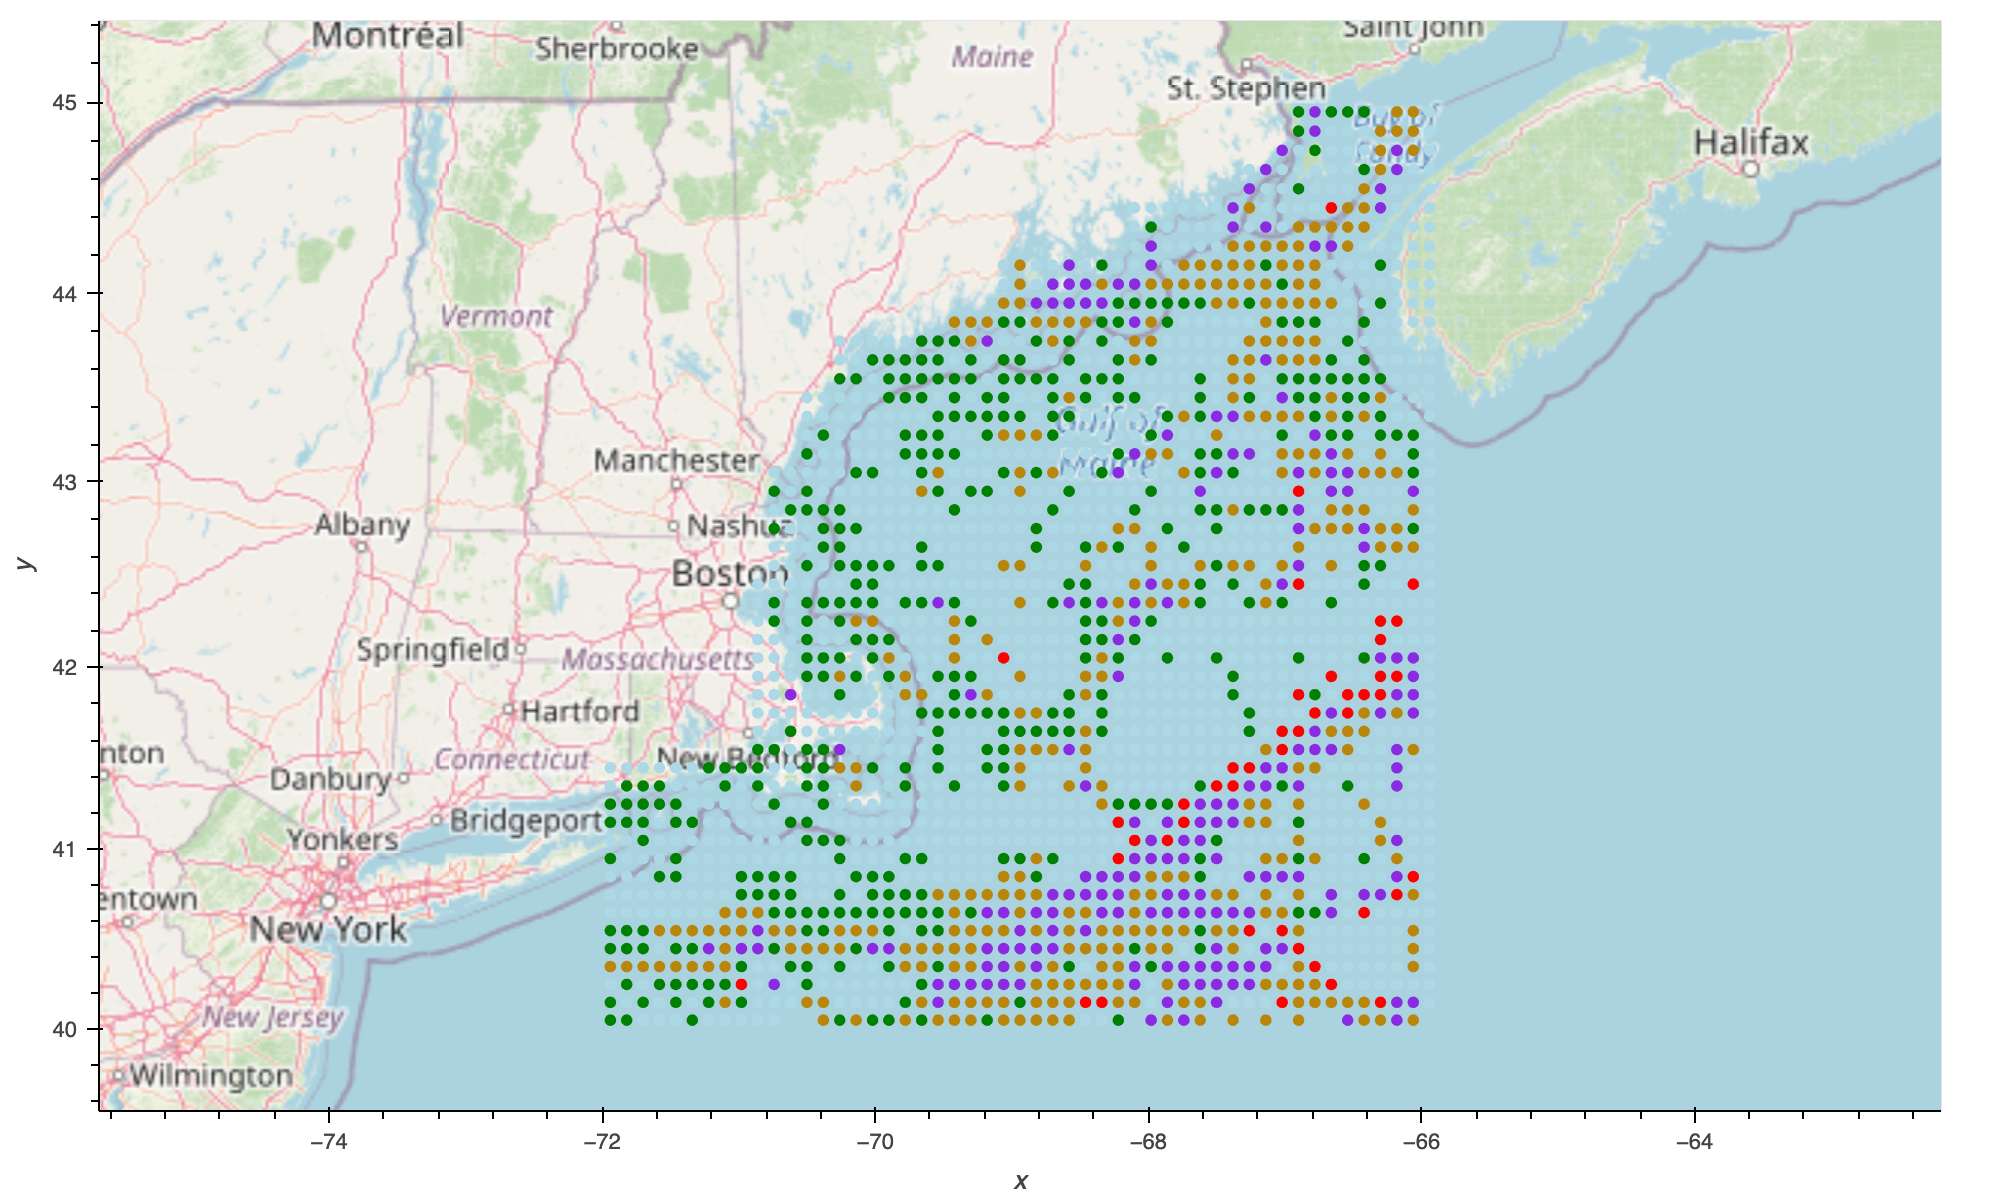 Montréal
Sherbrooke
Maine
Saint John
St. Stephen
Bay of
Fundy
Halifax
Vermont
Gulf of
Maine
Manchester
Albany
Nashua
Boston
Springfield
Massachusetts
Hartford
nton
Connecticut
New Bedford
Danbury
Bridgeport
Yonkers
entown
New York
New Jersey
Wilmington
45
44
43
42
41
40
y
−74
−72
−70
−68
−66
−64
x